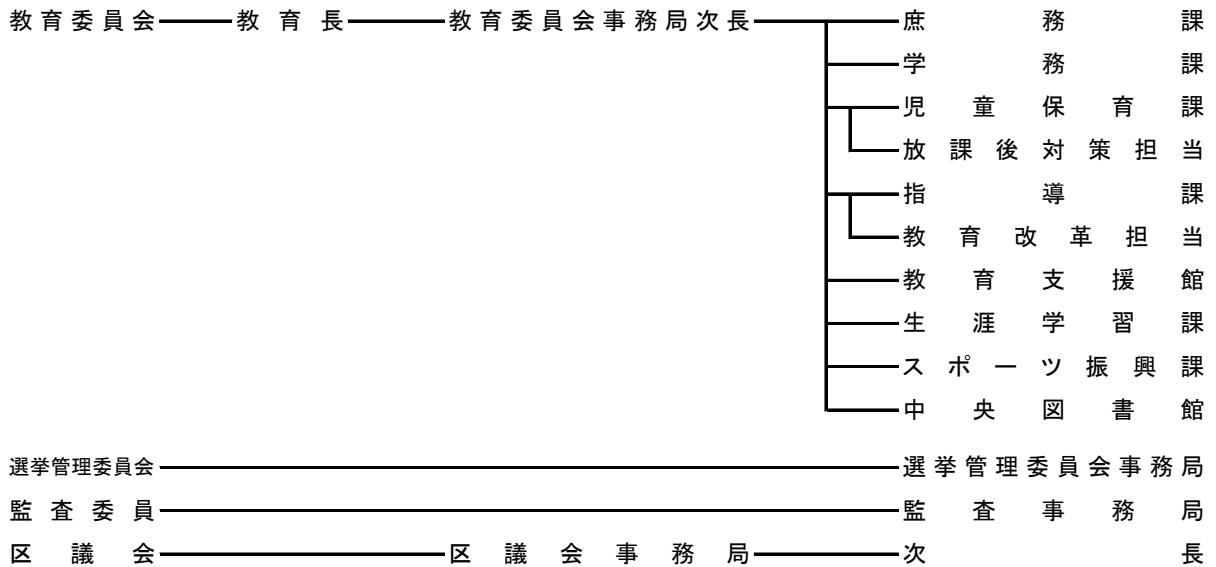 教育委員会 教育長 教育委員会事務局次長 庶務課
学務課
児童保育課
放課後対策担当
指導課
教育改革担当
教育支援館
生涯学習課
スポーツ振興課
中央図書館
選挙管理委員会 選挙管理委員会事務局
監査委員 監査事務局
区議会 区議会事務局 次長